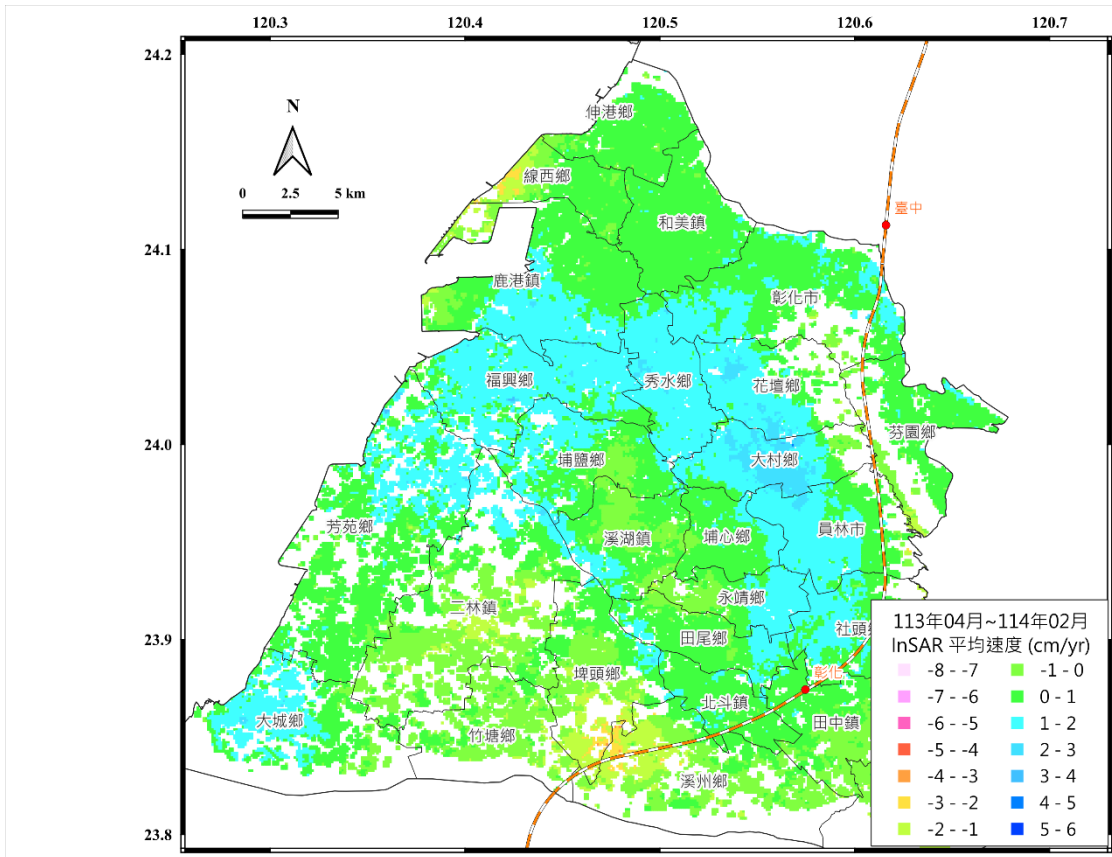 120.3 120.4 120.5 120.6 120.7
24.2
24.1
24.0
23.9
23.8
N
0 2.5 5 km
伸港鄉
線西鄉
和美鎮
臺中
鹿港鎮
彰化市
福興鄉
秀水鄉
花壇鄉
芬園鄉
埔鹽鄉
大村鄉
芳苑鄉
溪湖鎮
埔心鄉
員林市
二林鎮
永靖鄉
田尾鄉
社頭
埤頭鄉
彰化
北斗鎮
大城鄉
竹塘鄉
田中鎮
溪州鄉
113年04月~114年02月
InSAR 平均速度 (cm/yr)
-8 - -7 -1 - 0
-7 - -6 0 - 1
-6 - -5 1 - 2
-5 - -4 2 - 3
-4 - -3 3 - 4
-3 - -2 4 - 5
-2 - -1 5 - 6